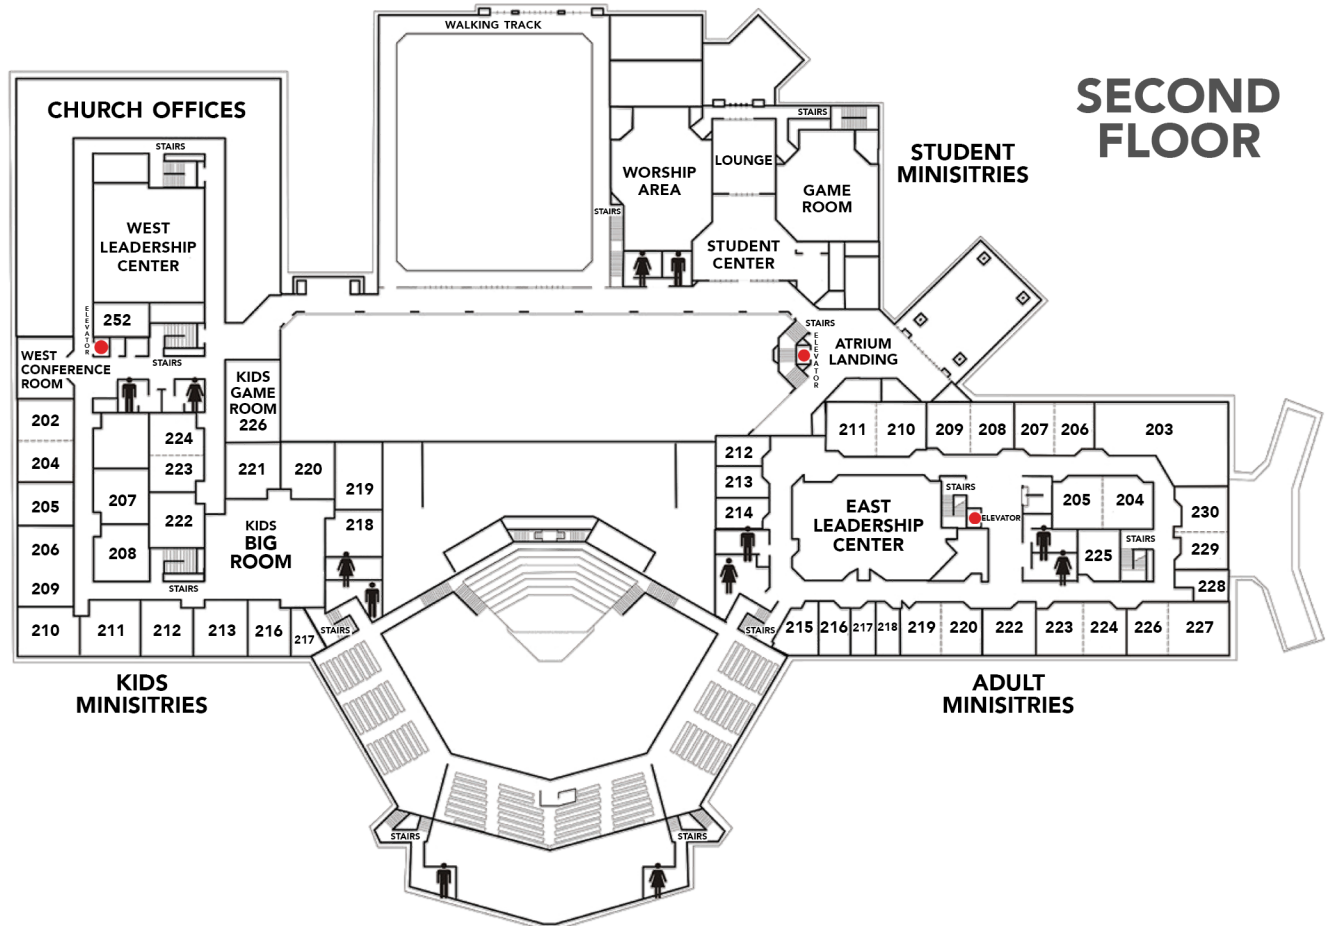 WALKING TRACK
CHURCH OFFICES
SECOND
FLOOR
STAIRS
STAIRS
LOUNGE
STUDENT
MINISITRIES
WORSHIP
AREA
GAME
ROOM
STAIRS
WEST
LEADERSHIP
CENTER
STUDENT
CENTER
252
ELEVATOR
STAIRS
ELEVATOR
ATRIUM
LANDING
WEST
CONFERENCE
ROOM
STAIRS
KIDS
GAME
ROOM
226
202
204
205
206
209
224
223
207
222
208
STAIRS
221
220
219
218
KIDS
BIG
ROOM
210
211
212
213
216
217
STAIRS
KIDS
MINISITRIES
211
210
209
208
207
206
203
212
213
214
EAST
LEADERSHIP
CENTER
STAIRS
ELEVATOR
205
204
STAIRS
225
230
229
228
STAIRS
215
216
217
218
219
220
222
223
224
226
227
ADULT
MINISITRIES
STAIRS
STAIRS